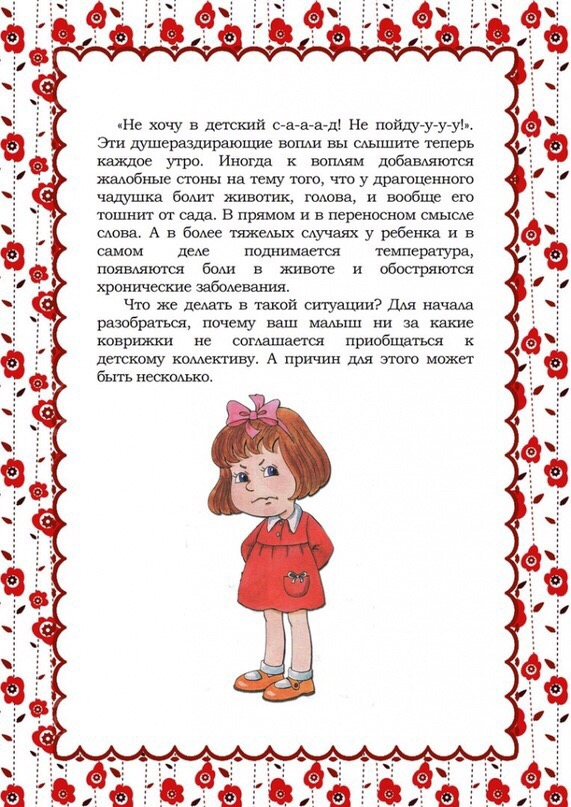 «Не хочу в детский с-а-а-а-д! Не пойду-у-у-у!».
Эти душераздирающие вопли вы слышите теперь
каждое утро. Иногда к воплям добавляются
жалобные стоны на тему того, что у драгоценного
чадушка болит животик, голова, и вообще его
тошнит от сада. В прямом и в переносном смысле
слова. А в более тяжелых случаях у ребенка и в
самом деле поднимается температура,
появляются боли в животе и обостряются
хронические заболевания.
Что же делать в такой ситуации? Для начала
разобраться, почему ваш малыш ни за какие
коврижки не соглашается приобщаться к
детскому коллективу. А причин для этого может
быть несколько.